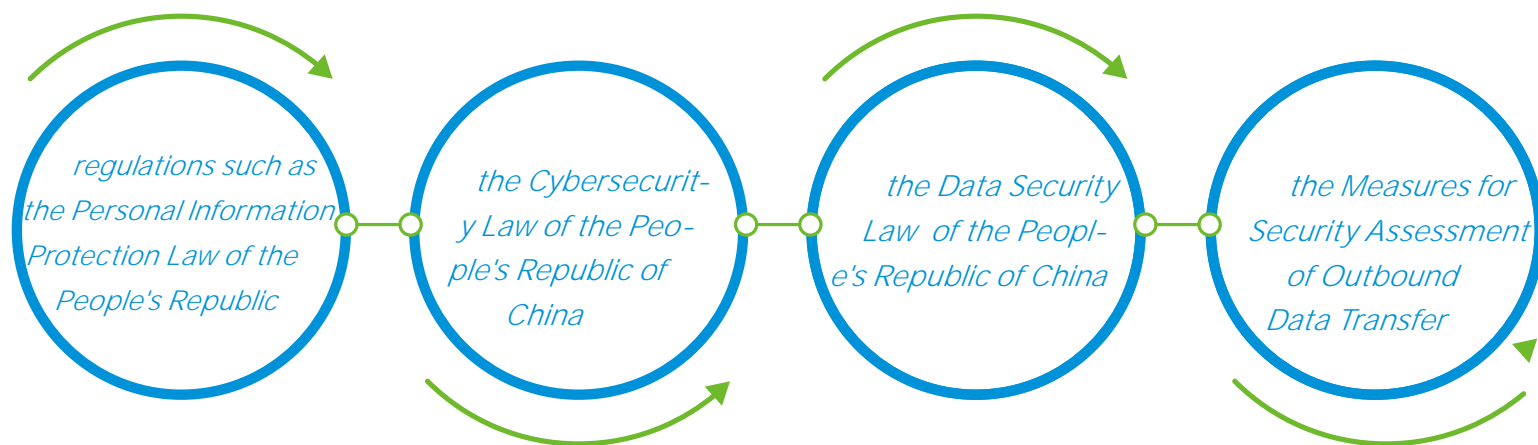 regulations such as
the Personal Information
Protection Law of the
People's Republic
the Cybersecurit-
y Law of the Peo-
ple's Republic of
China
the Data Security
Law of the Peopl-
e's Republic of China
the Measures for
Security Assessment
of Outbound
Data Transfer